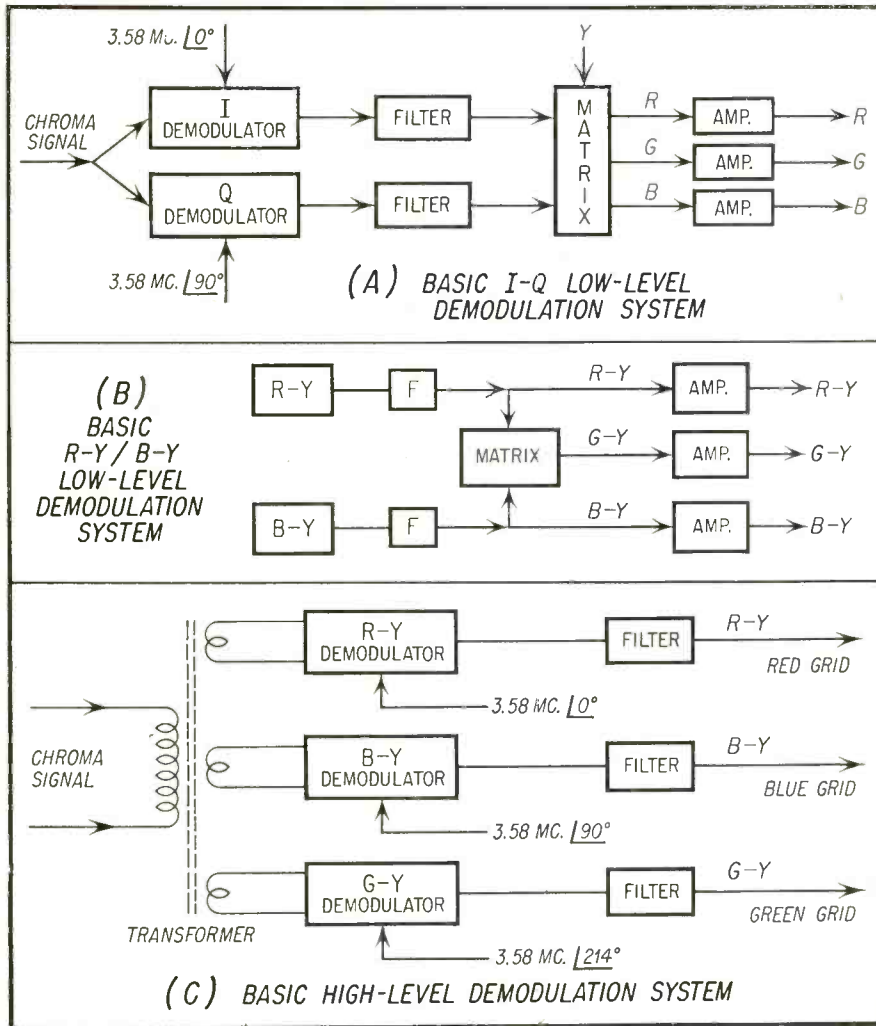 3.58 MC. 0°
Y
CHROMA
SIGNAL
I
DEMODULATOR
FILTER
MATRIX
R
AMP.
R
G
AMP.
G
Q
DEMODULATOR
FILTER
B
AMP.
B
3.58 MC. 90°
(A) BASIC I-Q LOW-LEVEL
DEMODULATION SYSTEM
(B)
BASIC
R-Y / B-Y
LOW-LEVEL
DEMODULATION
SYSTEM
R-Y
F
R-Y
AMP.
R-Y
MATRIX
G-Y
AMP.
G-Y
B-Y
F
B-Y
AMP.
B-Y
CHROMA
SIGNAL
TRANSFORMER
R-Y
DEMODULATOR
FILTER
R-Y
RED GRID
3.58 MC. 0°
B-Y
DEMODULATOR
FILTER
B-Y
BLUE GRID
3.58 MC. 90°
G-Y
DEMODULATOR
FILTER
G-Y
GREEN GRID
3.58 MC. 214°
(C) BASIC HIGH-LEVEL DEMODULATION SYSTEM